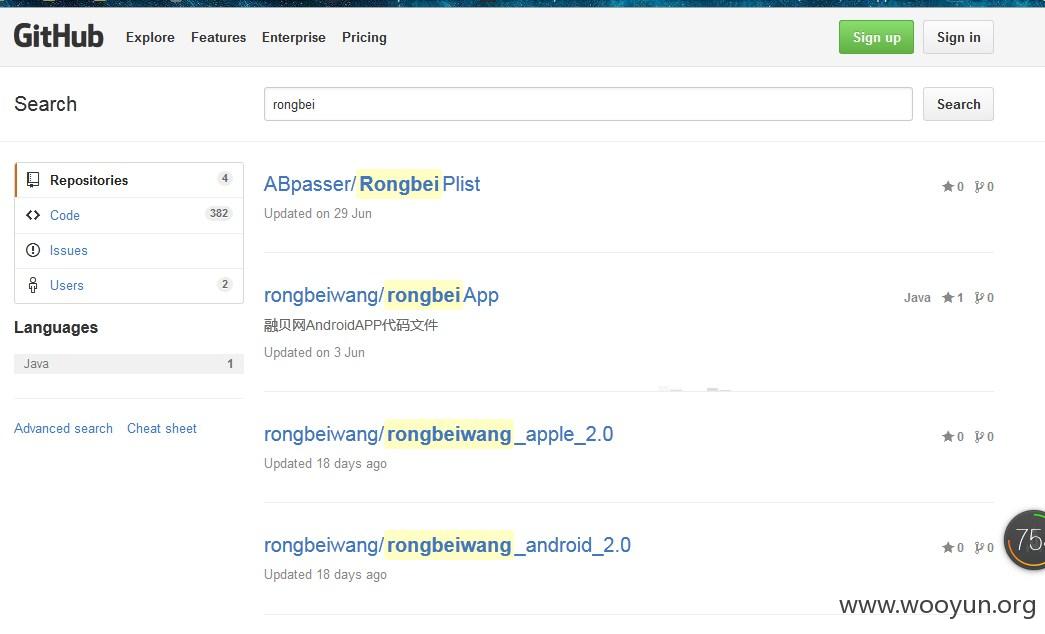 GitHub Explore Features Enterprise Pricing Sign up Sign in
Search rongbei Search
Repositories 4
Code 382
Issues
Users 2
Languages
Java 1
Advanced search Cheat sheet
ABpasser/RongbeiPlist ★0 0
Updated on 29 Jun
rongbeiwang/rongbeiApp Java ★1 0
融贝网AndroidAPP代码文件
Updated on 3 Jun
rongbeiwang/rongbeiwang_apple_2.0 ★0 0
Updated 18 days ago
rongbeiwang/rongbeiwang_android_2.0 ★0 0
Updated 18 days ago
75
www.wooyun.org